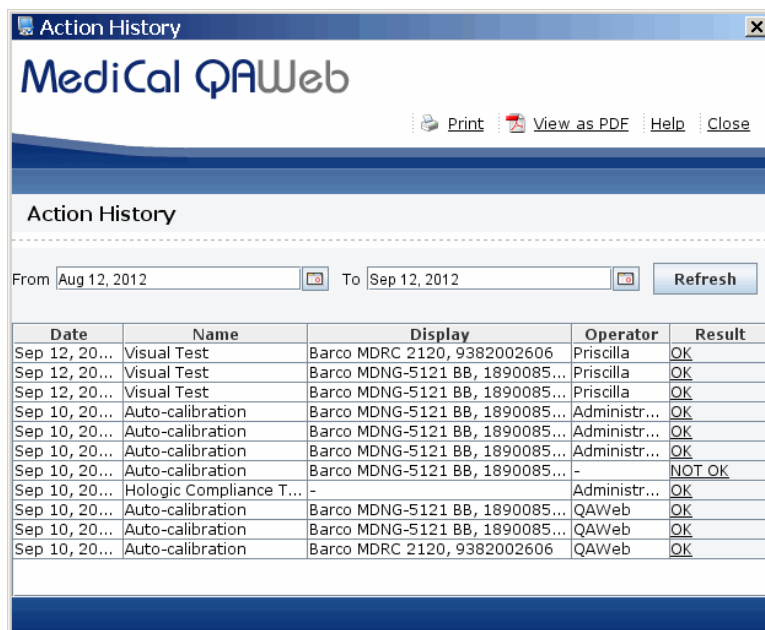 Action History
MediCal QAWeb
Print View as PDF Help Close
Action History
From Aug 12, 2012 To Sep 12, 2012 Refresh
Date Name Display Operator Result
Sep 12, 20... Visual Test Barco MDRC 2120, 9382002606 Priscilla OK
Sep 12, 20... Visual Test Barco MDNG-5121 BB, 1890085... Priscilla OK
Sep 12, 20... Visual Test Barco MDNG-5121 BB, 1890085... Priscilla OK
Sep 10, 20... Auto-calibration Barco MDNG-5121 BB, 1890085... Administr... OK
Sep 10, 20... Auto-calibration Barco MDNG-5121 BB, 1890085... Administr... OK
Sep 10, 20... Auto-calibration Barco MDNG-5121 BB, 1890085... Administr... OK
Sep 10, 20... Auto-calibration Barco MDNG-5121 BB, 1890085... - NOT OK
Sep 10, 20... Hologic Compliance T... - Administr... OK
Sep 10, 20... Auto-calibration Barco MDNG-5121 BB, 1890085... QAWeb OK
Sep 10, 20... Auto-calibration Barco MDNG-5121 BB, 1890085... QAWeb OK
Sep 10, 20... Auto-calibration Barco MDRC 2120, 9382002606 QAWeb OK